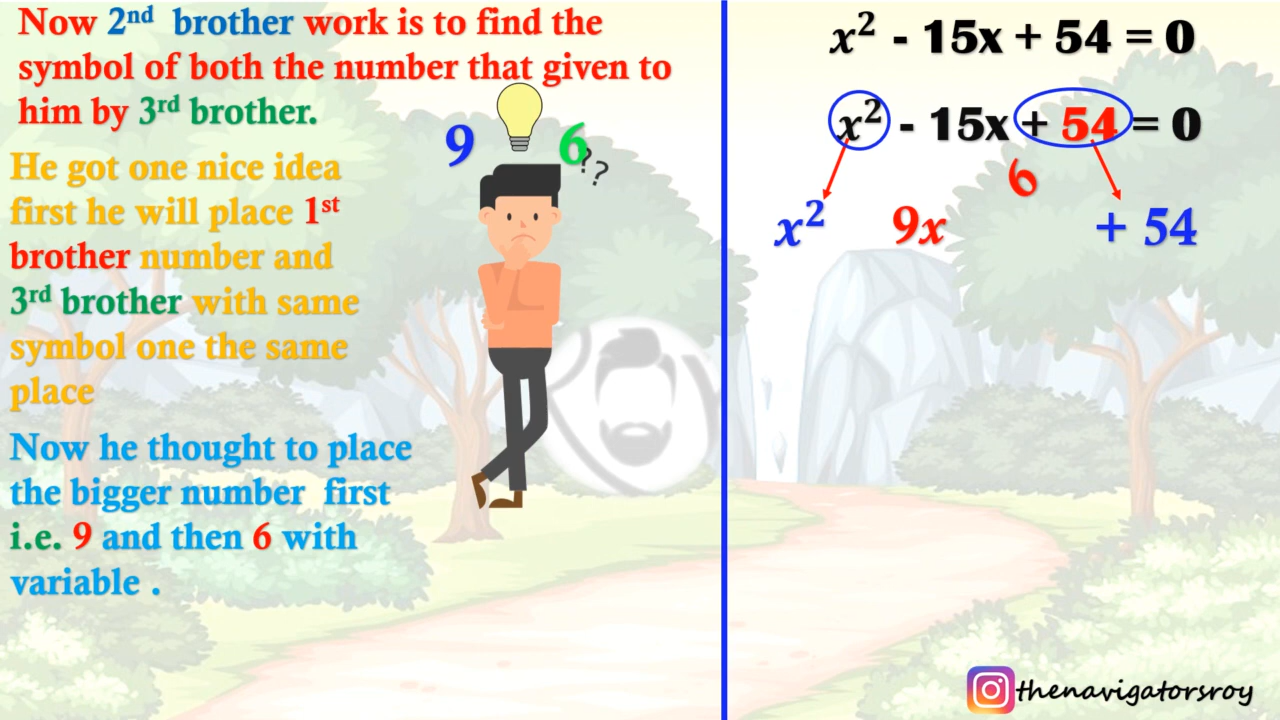 Now 2nd brother work is to find the
symbol of both the number that given to
him by 3rd brother.
9 6
??
He got one nice idea
first he will place 1st
brother number and
3rd brother with same
symbol one the same
place
Now he thought to place
the bigger number first
i.e. 9 and then 6 with
variable .
x² - 15x + 54 = 0
x² - 15x + 54 = 0
6
x² 9x + 54
thenavigatorsroy